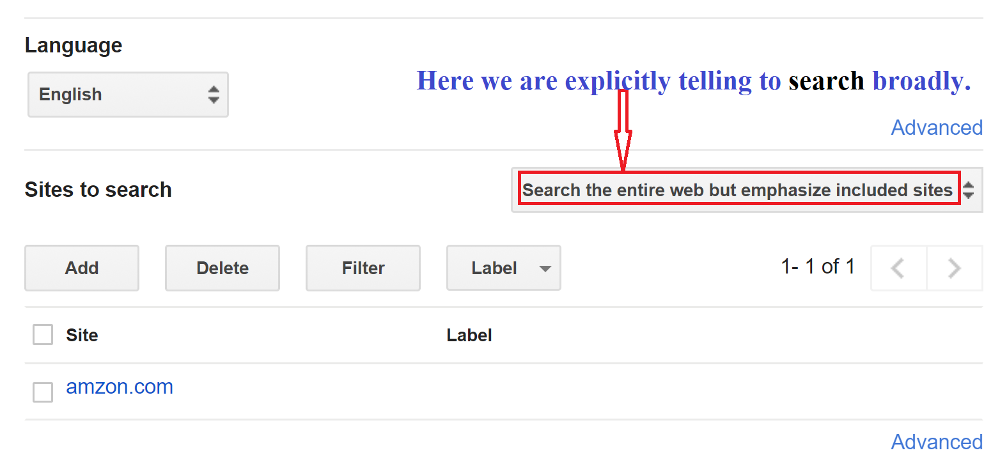 Language
English
Here we are explicitly telling to search broadly.
Advanced
Sites to search
Search the entire web but emphasize included sites
Add
Delete
Filter
Label
1- 1 of 1
Site
Label
amzon.com
Advanced